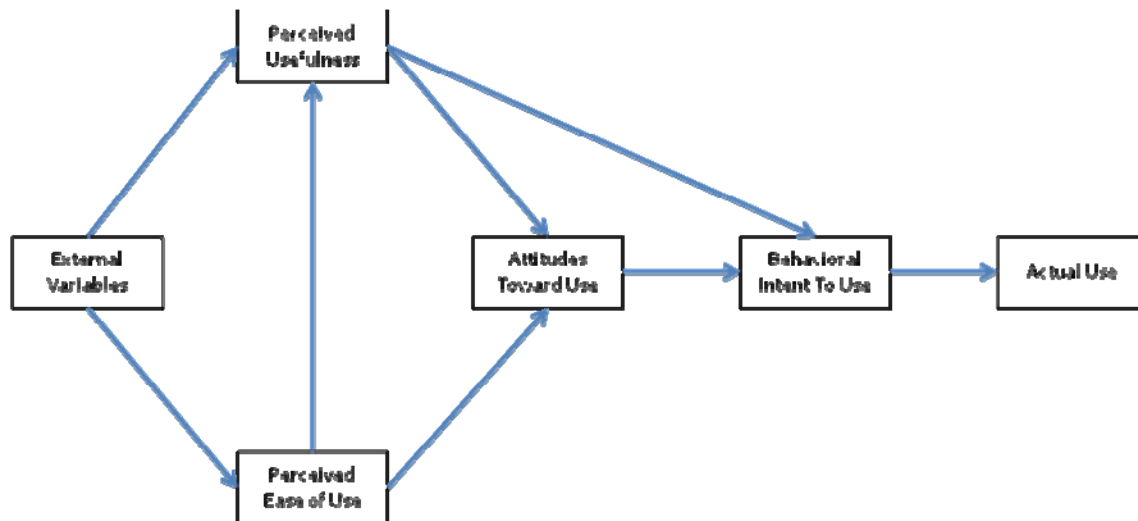 Perceived
Usefulness
External
Variables
Attitudes
Toward Use
Behavioral
Intent To Use
Actual Use
Perceived
Ease of Use